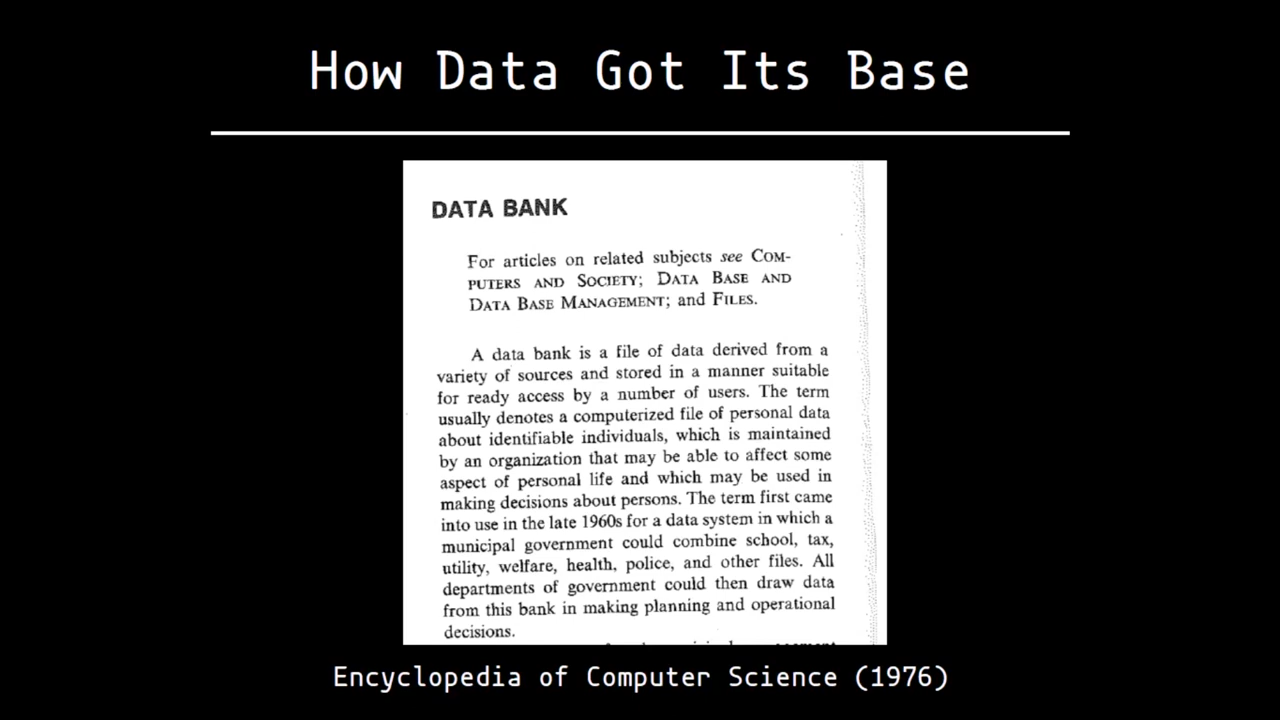 How Data Got Its Base
DATA BANK
For articles on related subjects see COM-
PUTERS AND SOCIETY; DATA BASE AND
DATA BASE MANAGEMENT; and FILES.
A data bank is a file of data derived from a
variety of sources and stored in a manner suitable
for ready access by a number of users. The term
usually denotes a computerized file of personal data
about identifiable individuals, which is maintained
by an organization that may be able to affect some
aspect of personal life and which may be used in
making decisions about persons. The term first came
into use in the late 1960s for a data system in which a
municipal government could combine school, tax,
utility, welfare, health, police, and other files. All
departments of government could then draw data
from this bank in making planning and operational
decisions.
Encyclopedia of Computer Science (1976)